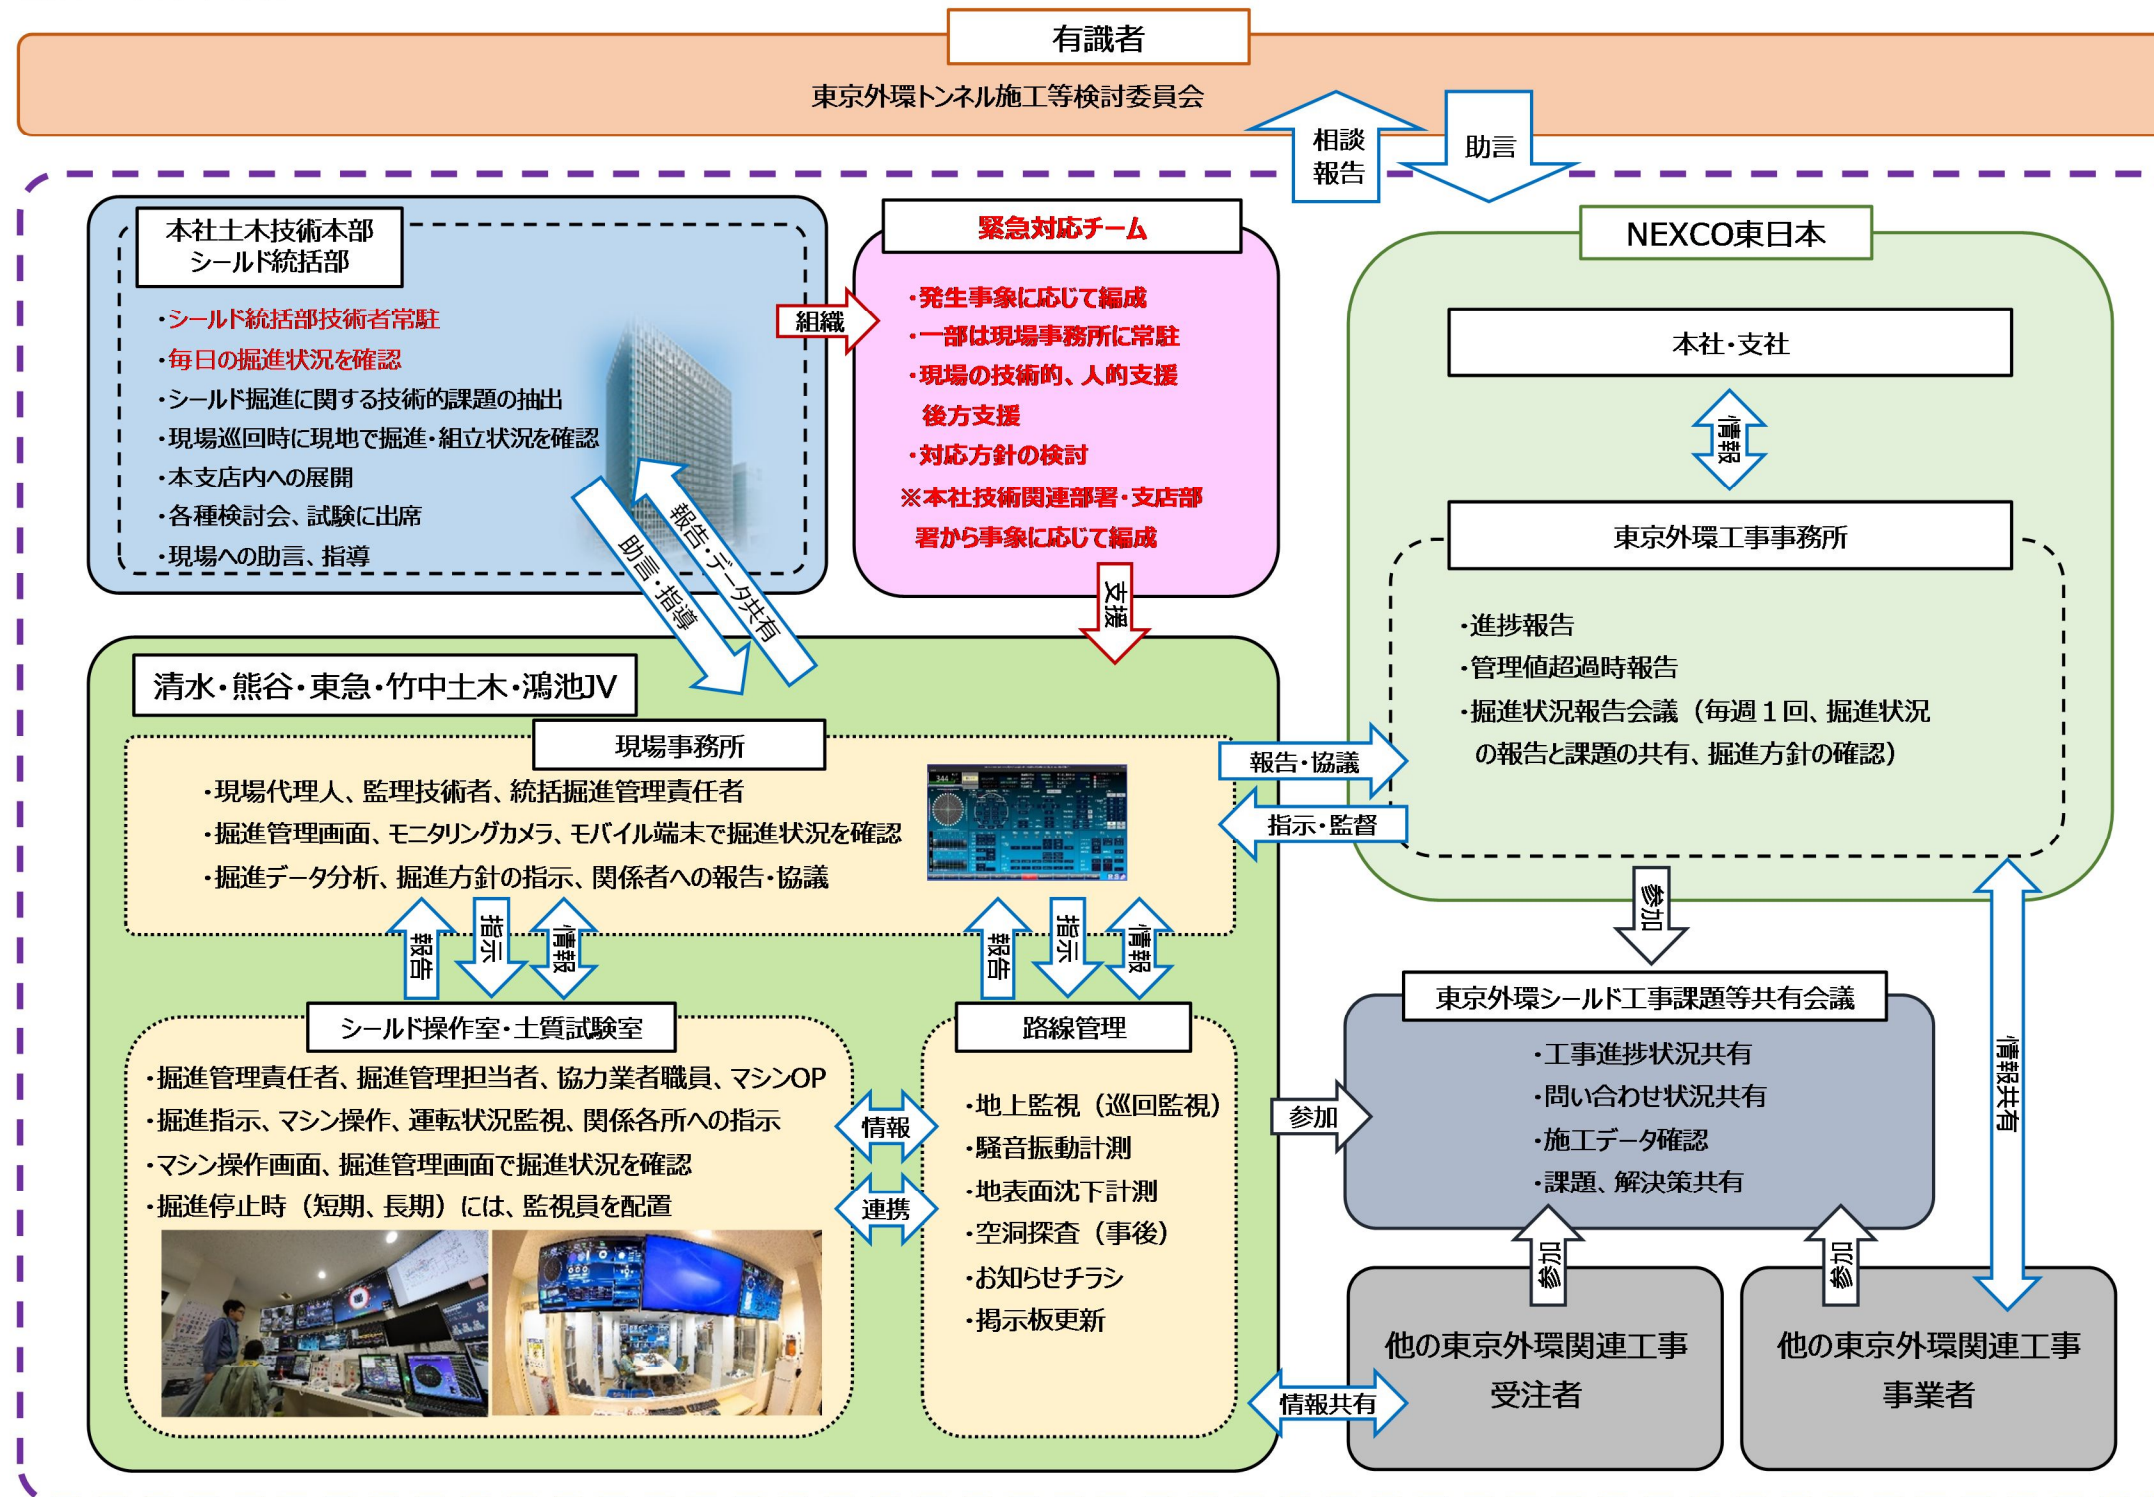 有識者
東京外環トンネル施工等検討委員会
相談
報告
助言
本社土木技術本部
シールド統括部
・シールド統括部技術者常駐
・毎日の掘進状況を確認
・シールド掘進に関する技術的課題の抽出
・現場巡回時に現地で掘進・組立状況を確認
・本支店内への展開
・各種検討会、試験に出席
・現場への助言、指導
組織
緊急対応チーム
・発生事象に応じて編成
・一部は現場事務所に常駐
・現場の技術的、人的支援
後方支援
・対応方針の検討
※本社技術関連部署・支店部
署から事象に応じて編成
支援
助言・指導
報告・データ共有
NEXCO東日本
本社・支社
情報
東京外環工事事務所
・進捗報告
・管理値超過時報告
・掘進状況報告会議（毎週１回、掘進状況
の報告と課題の共有、掘進方針の確認）
清水・熊谷・東急・竹中土木・鴻池JV
現場事務所
・現場代理人、監理技術者、統括掘進管理責任者
・掘進管理画面、モニタリングカメラ、モバイル端末で掘進状況を確認
・掘進データ分析、掘進方針の指示、関係者への報告・協議
344
報告・協議
指示・監督
報告
指示
情報
報告
指示
情報
シールド操作室・土質試験室
・掘進管理責任者、掘進管理担当者、協力業者職員、マシンOP
・掘進指示、マシン操作、運転状況監視、関係各所への指示
・マシン操作画面、掘進管理画面で掘進状況を確認
・掘進停止時（短期、長期）には、監視員を配置
情報
連携
路線管理
・地上監視（巡回監視）
・騒音振動計測
・地表面沈下計測
・空洞探査（事後）
・お知らせチラシ
・掲示板更新
参加
参加
東京外環シールド工事課題等共有会議
・工事進捗状況共有
・問い合わせ状況共有
・施工データ確認
・課題、解決策共有
情報共有
参加
参加
情報共有
他の東京外環関連工事
受注者
他の東京外環関連工事
事業者